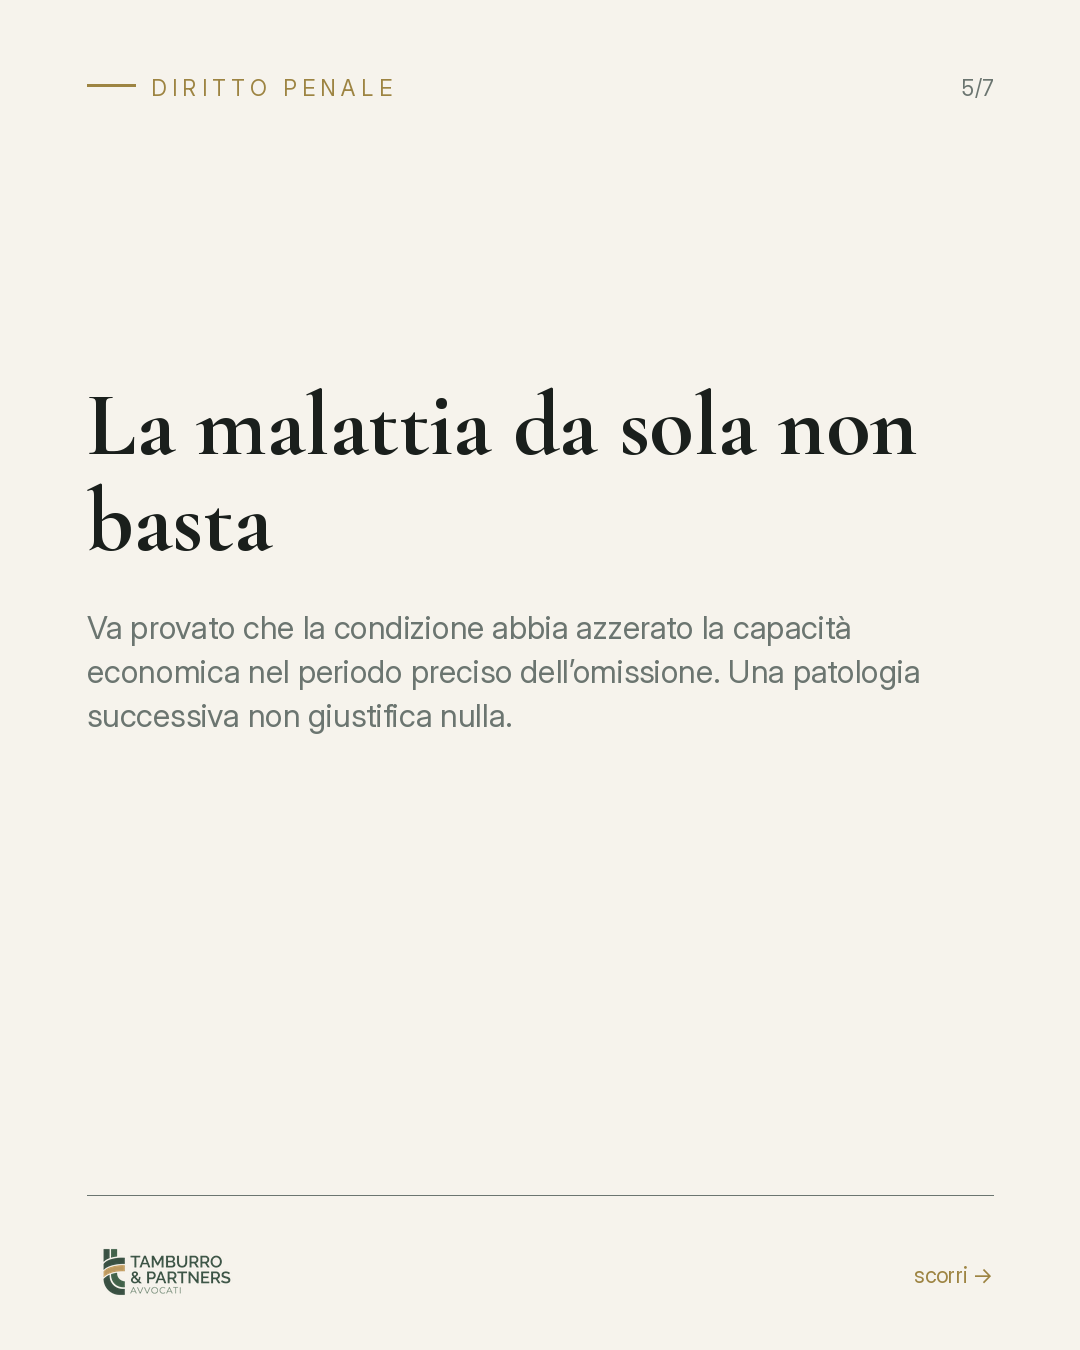 DIRITTO PENALE
5/7
La malattia da sola non
basta
Va provato che la condizione abbia azzerato la capacità
economica nel periodo preciso dell’omissione. Una patologia
successiva non giustifica nulla.
TAMBURRO
& PARTNERS
AVVOCATI
scorri →